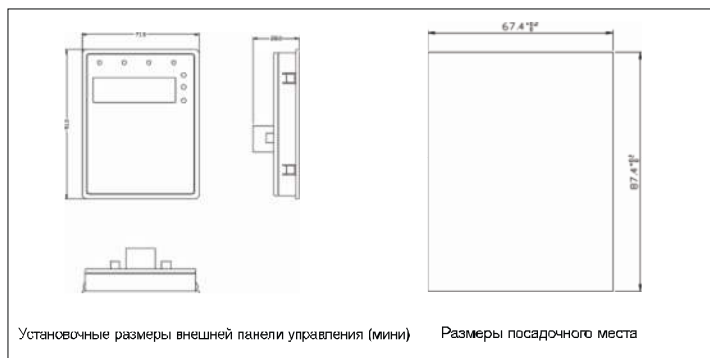 67.4
87.4
Установочные размеры внешней панели управления (мини)
Размеры посадочного места